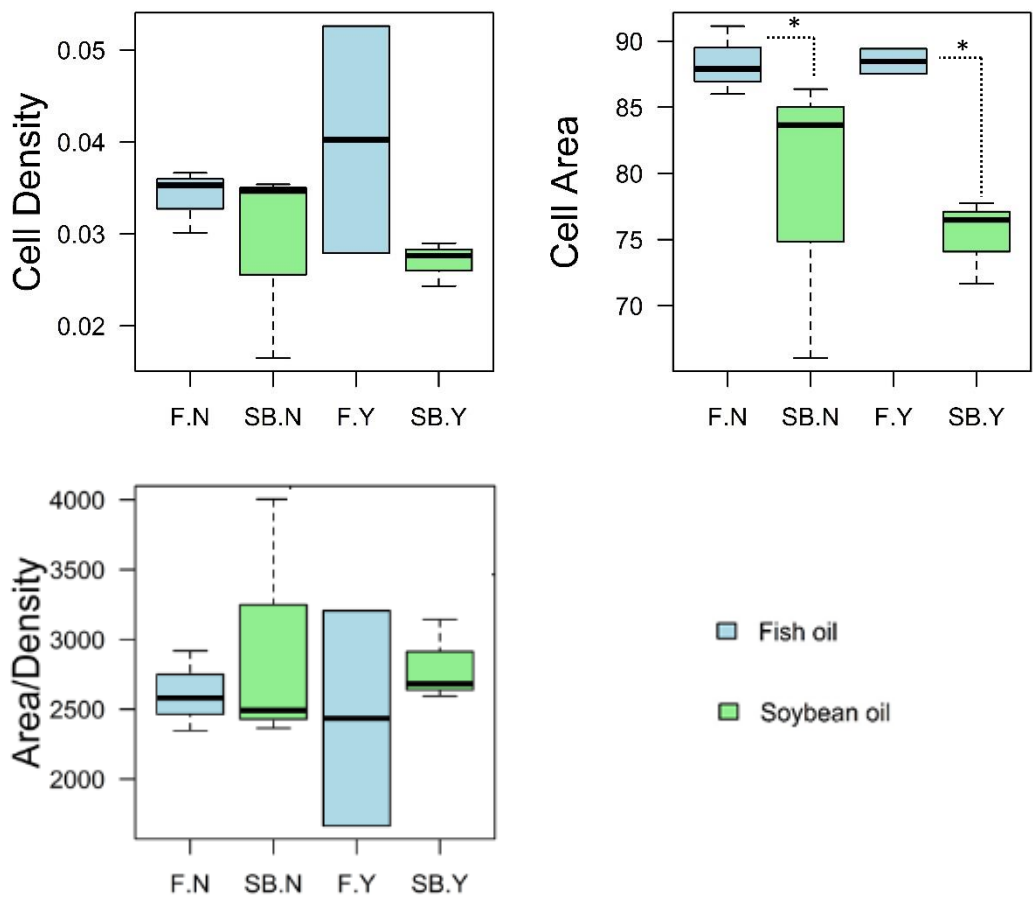 Cell Density
0.05
0.04
0.03
0.02
F.N SB.N F.Y SB.Y
Cell Area
90
85
80
75
70
* *
F.N SB.N F.Y SB.Y
Area/Density
4000
3500
3000
2500
2000
F.N SB.N F.Y SB.Y
Fish oil
Soybean oil